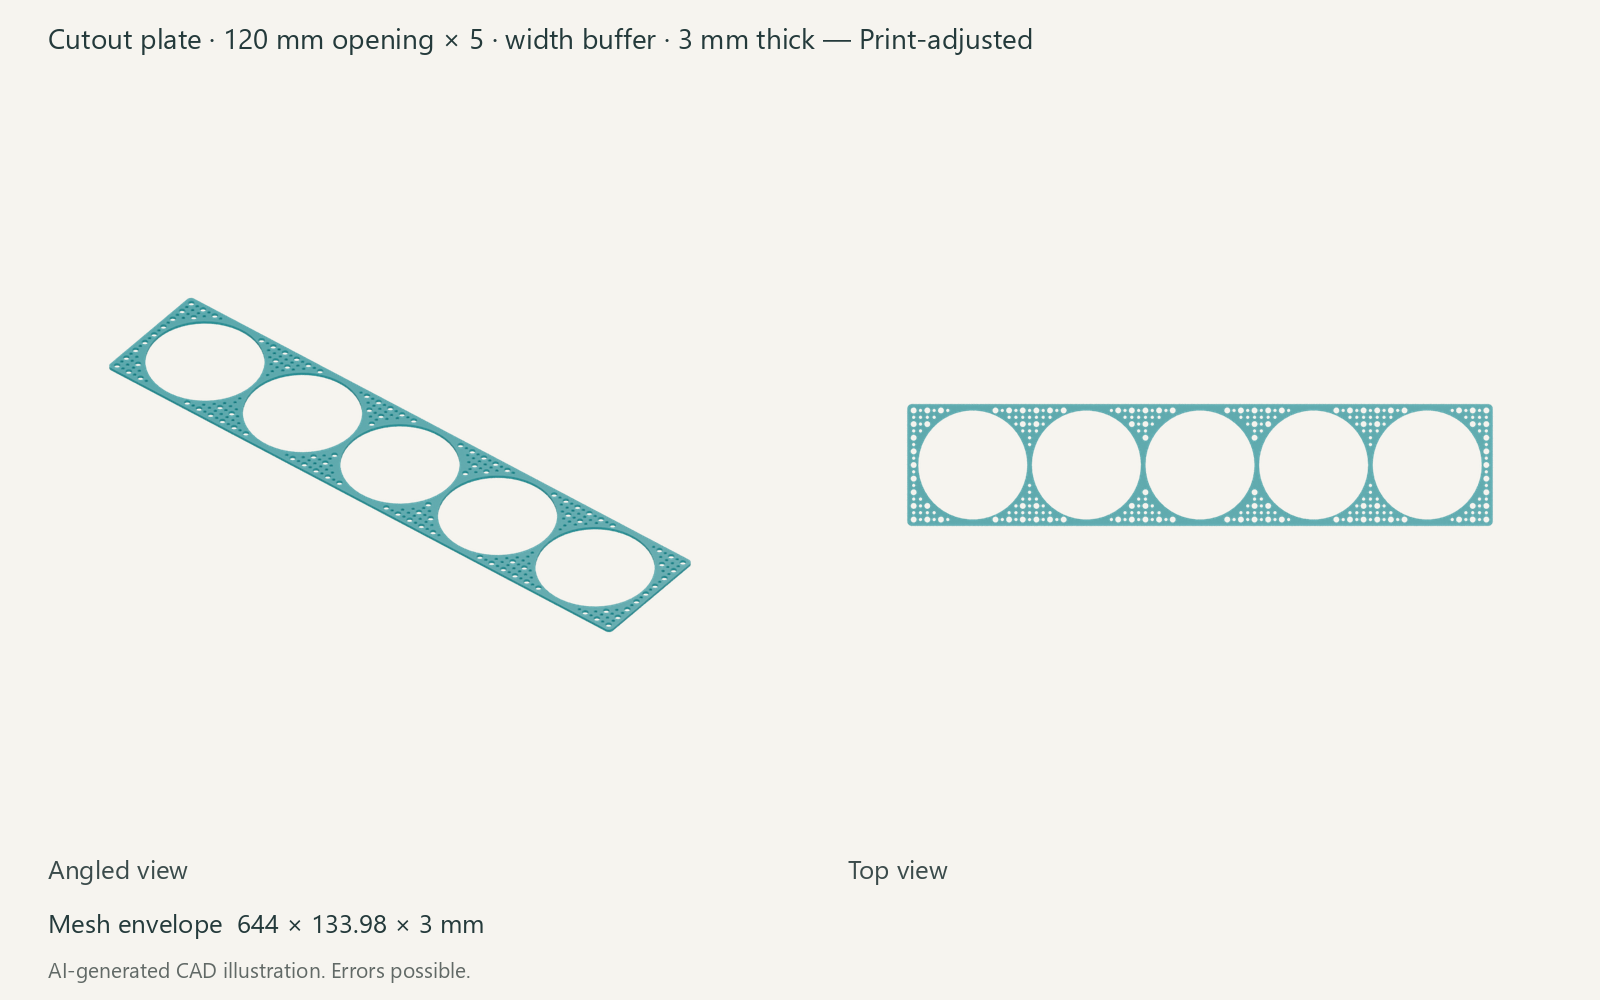 Cutout plate · 120 mm opening × 5 · width buffer · 3 mm thick — Print-adjusted
Angled view
Top view
Mesh envelope  644 × 133.98 × 3 mm
AI-generated CAD illustration. Errors possible.